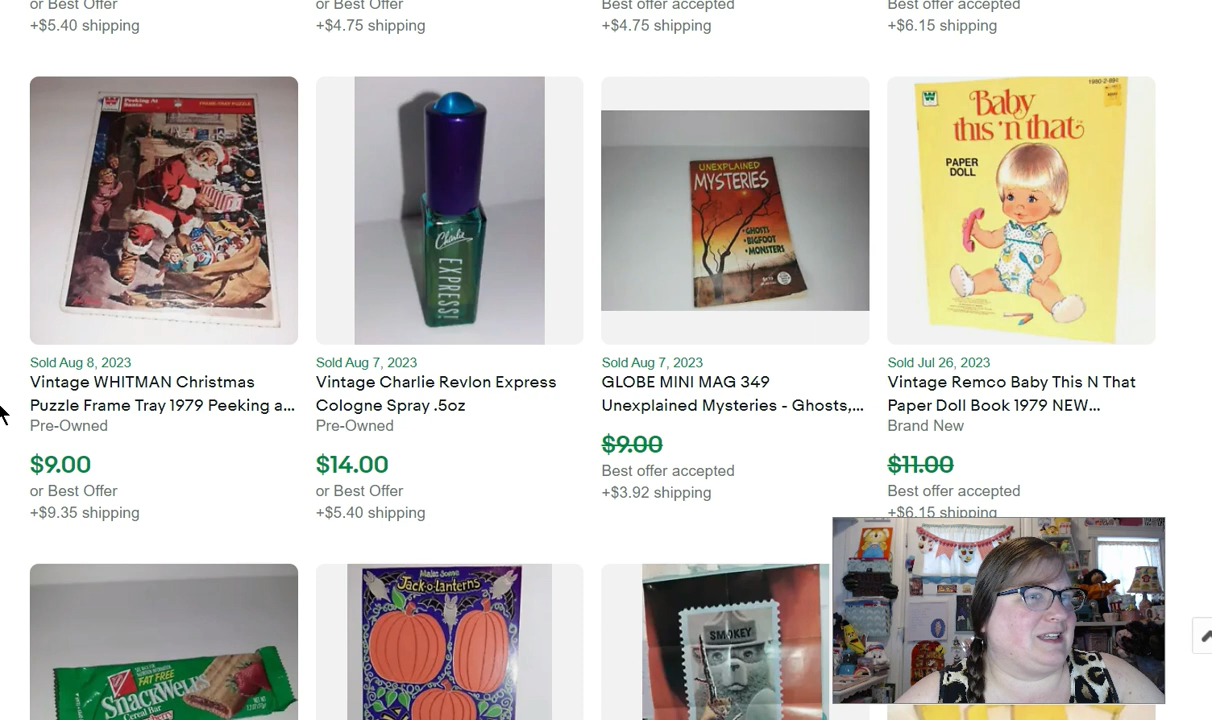 or Best Offer
+$5.40 shipping
or Best Offer
+$4.75 shipping
Best offer accepted
+$4.75 shipping
Best offer accepted
+$6.15 shipping
Peeking At Santa
FRAME-TRAY PUZZLE
Charlie
EXPRESS!
UNEXPLAINED
MYSTERIES
•GHOSTS
•BIGFOOT
•MONSTERS
Baby
this 'n that
PAPER
DOLL
Sold Aug 8, 2023
Vintage WHITMAN Christmas
Puzzle Frame Tray 1979 Peeking a...
Pre-Owned
$9.00
or Best Offer
+$9.35 shipping
Sold Aug 7, 2023
Vintage Charlie Revlon Express
Cologne Spray .5oz
Pre-Owned
$14.00
or Best Offer
+$5.40 shipping
Sold Aug 7, 2023
GLOBE MINI MAG 349
Unexplained Mysteries - Ghosts,...
$9.00
Best offer accepted
+$3.92 shipping
Sold Jul 26, 2023
Vintage Remco Baby This N That
Paper Doll Book 1979 NEW...
Brand New
$11.00
Best offer accepted
+$6.15 shipping
FAT FREE
SNACKWELL'S
Cereal Bar
Make Some
Jack-o-lanterns
SMOKEY